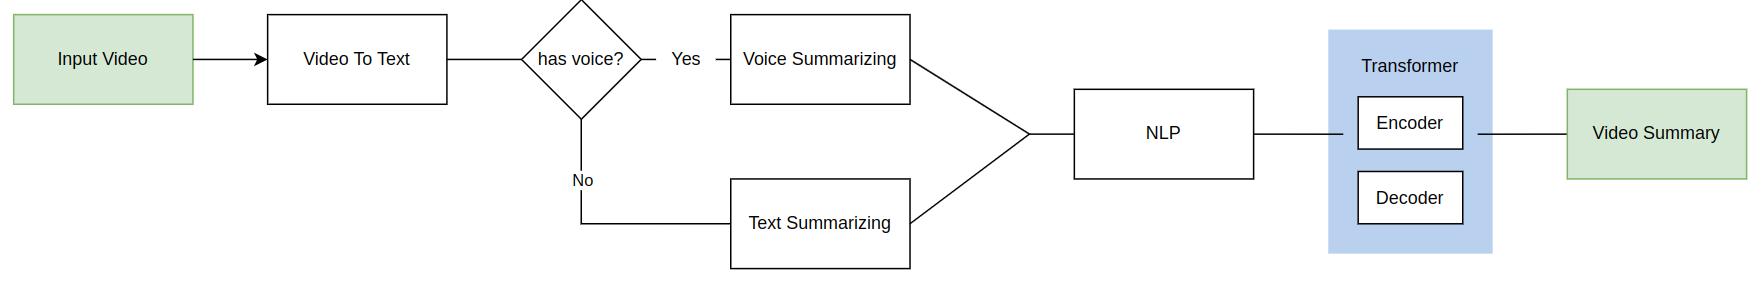 Input Video
Video To Text
has voice?
Yes
No
Voice Summarizing
Text Summarizing
NLP
Transformer
Encoder
Decoder
Video Summary